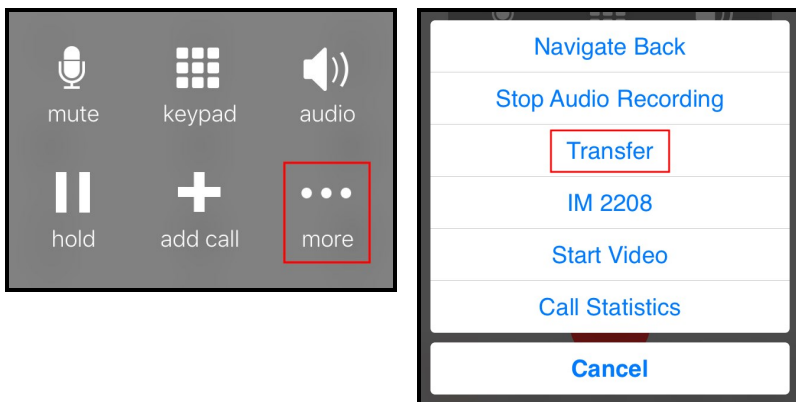 mute keypad audio
hold add call more
Navigate Back
Stop Audio Recording
Transfer
IM 2208
Start Video
Call Statistics
Cancel